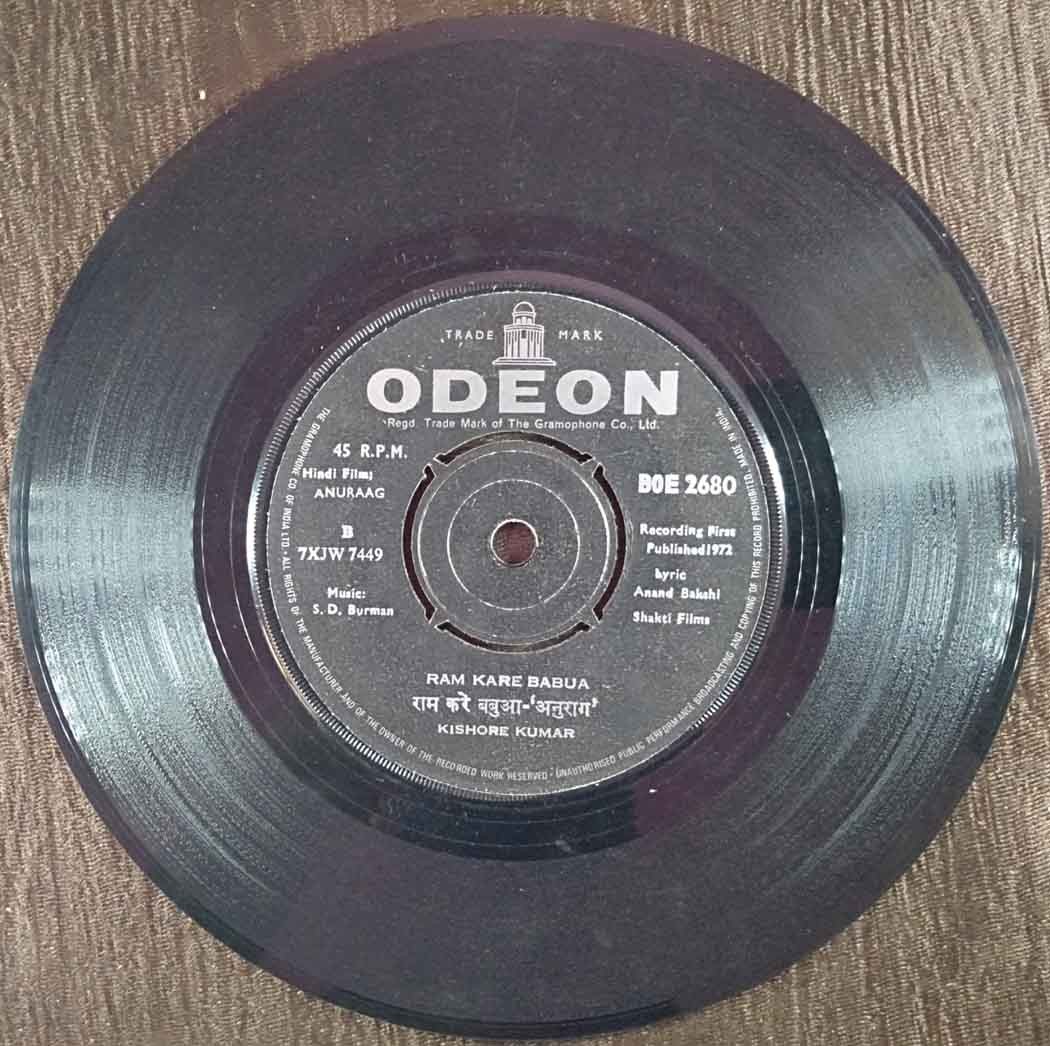 TRADE MARK
ODEON
Regd. Trade Mark of The Gramophone Co., Ltd.
45 R.P.M.
Hindi Film:
ANURAAG
B
7XJW 7449
Music:
S. D. Burman
BOE 2680
Recording First
Published 1972
Lyric
Anand Bakshi
Shakti Films
RAM KARE BABUA
राम करे बबुआ-'अनुराग'
KISHORE KUMAR
THE GRAMOPHONE CO OF INDIA LTD · ALL RIGHTS OF THE MANUFACTURER AND OF THE OWNER OF THE RECORDED WORK RESERVED · UNAUTHORISED PUBLIC PERFORMANCE BROADCASTING AND COPYING OF THIS RECORD PROHIBITED. MADE IN INDIA.